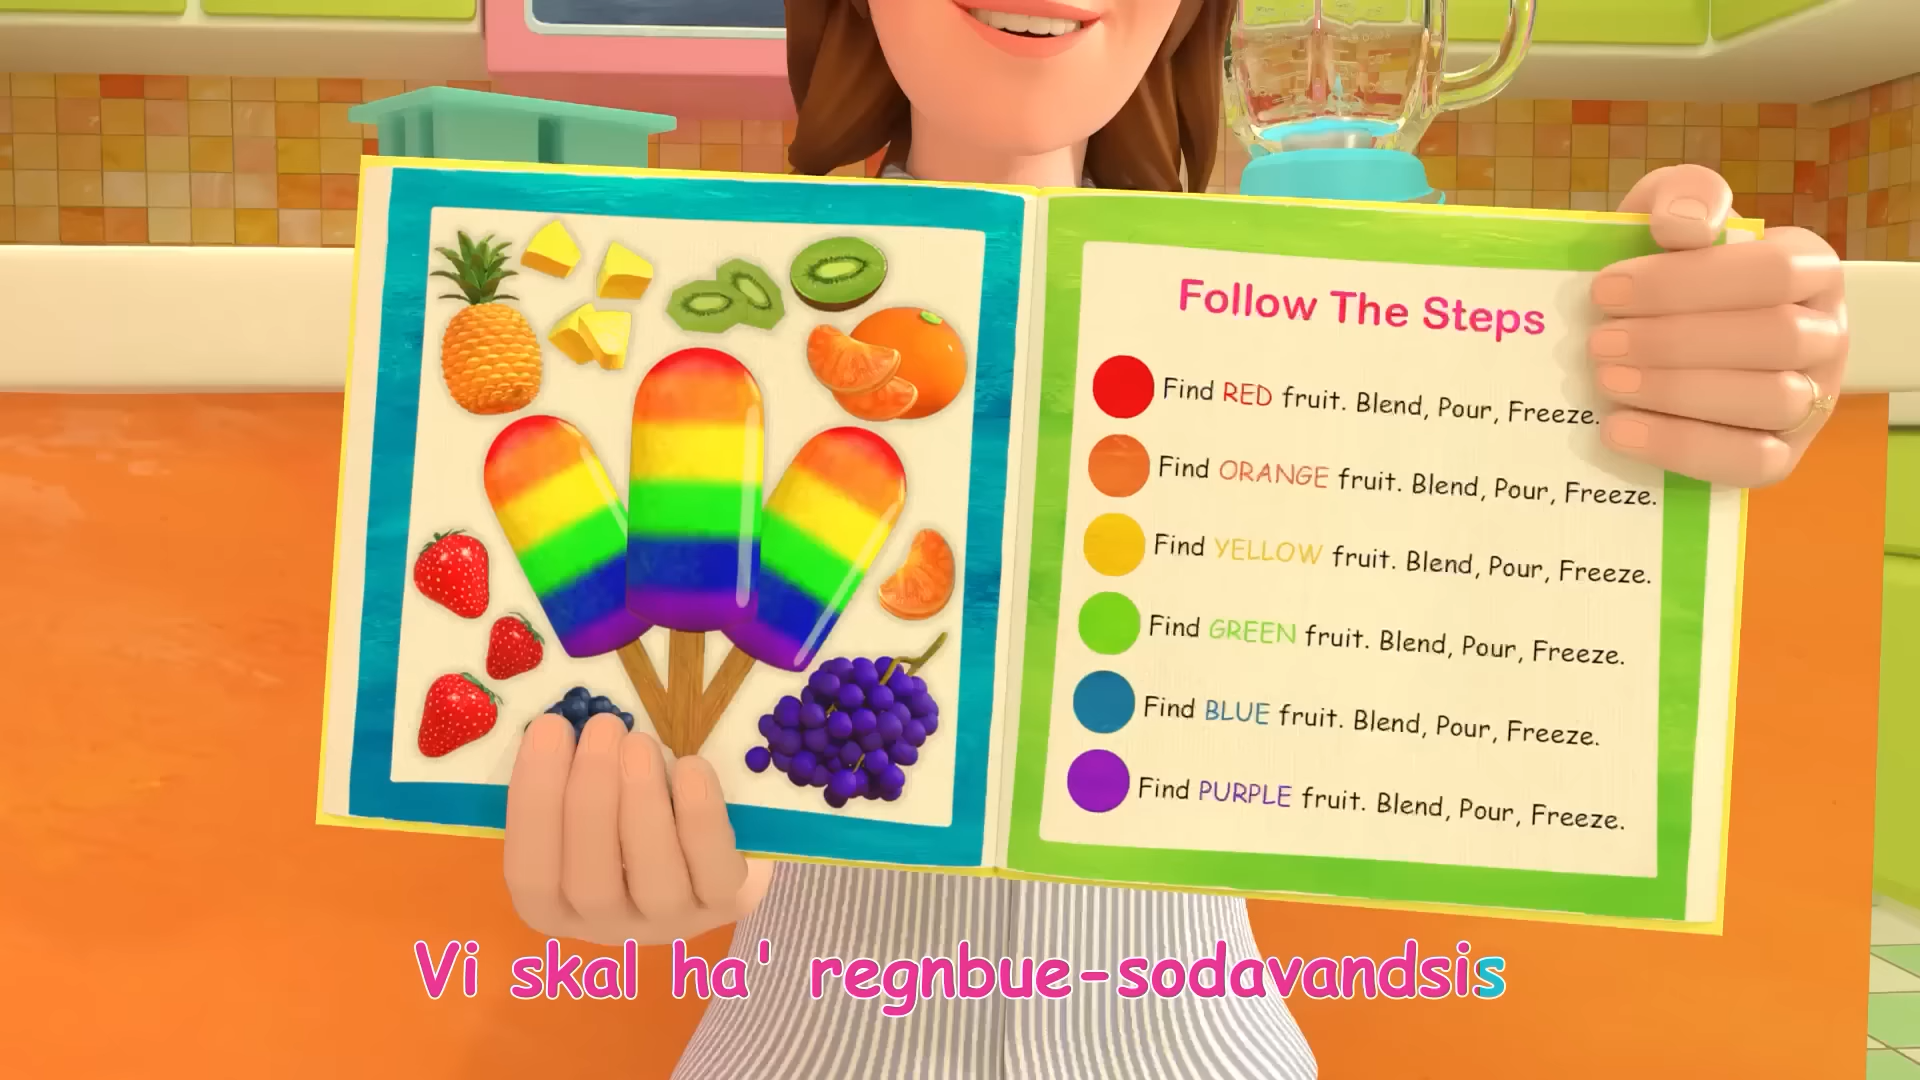 Follow The Steps
Find RED fruit. Blend, Pour, Freeze.
Find ORANGE fruit. Blend, Pour, Freeze.
Find YELLOW fruit. Blend, Pour, Freeze.
Find GREEN fruit. Blend, Pour, Freeze.
Find BLUE fruit. Blend, Pour, Freeze.
Find PURPLE fruit. Blend, Pour, Freeze.
Vi skal ha' regnbue-sodavandsis